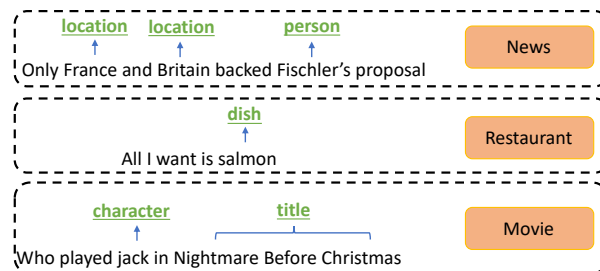 location location person
News
Only France and Britain backed Fischler's proposal
dish
Restaurant
All I want is salmon
character title
Movie
Who played jack in Nightmare Before Christmas